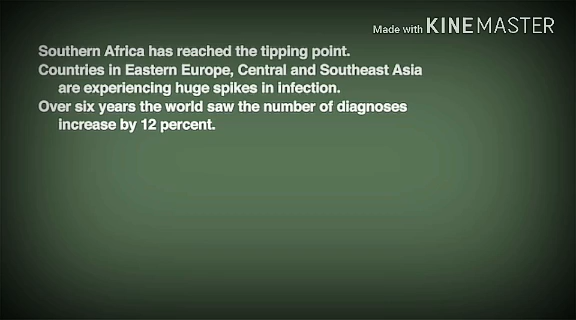 Made with KINEMASTER
Southern Africa has reached the tipping point.
Countries in Eastern Europe, Central and Southeast Asia
are experiencing huge spikes in infection.
Over six years the world saw the number of diagnoses
increase by 12 percent.